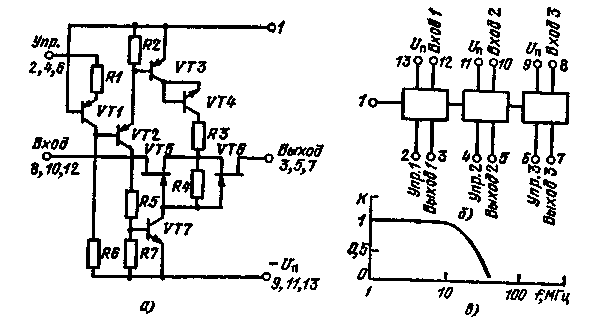 Упр.
2,4,6
1
R2
VT3
R1
VT1
VT4
VT2
R3
Вход
8,10,12
VT5
VT6
Выход
3,5,7
R4
R5
VT7
R6
R7
-Uп
9,11,13
а)
Uп
Вход 1
Uп
Вход 2
Uп
Вход 3
13
12
11
10
9
8
1
2
3
4
5
6
7
Упр.1
Выход 1
Упр.2
Выход 2
Упр.3
Выход 3
б)
K
1
0,5
0
1
10
100
f,МГц
в)